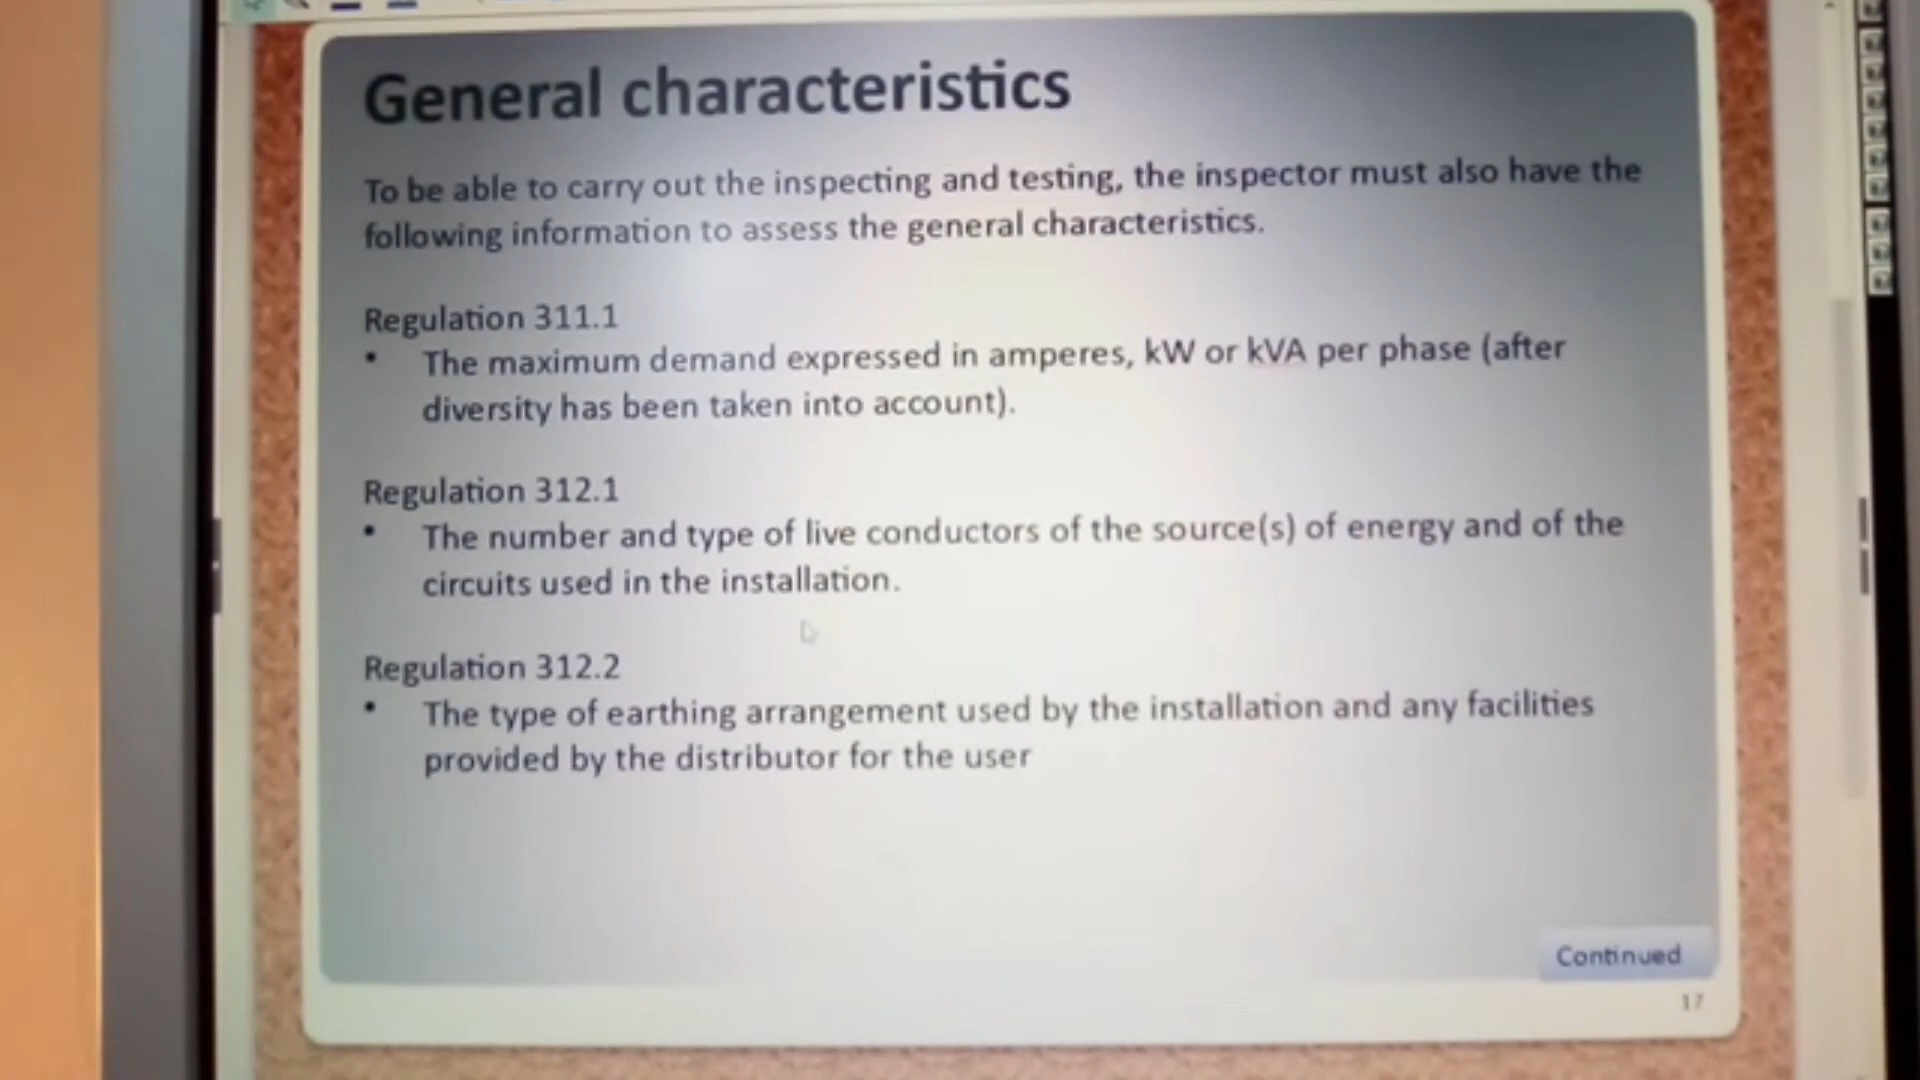 General characteristics
To be able to carry out the inspecting and testing, the inspector must also have the
following information to assess the general characteristics.
Regulation 311.1
• The maximum demand expressed in amperes, kW or kVA per phase (after
diversity has been taken into account).
Regulation 312.1
• The number and type of live conductors of the source(s) of energy and of the
circuits used in the installation.
Regulation 312.2
• The type of earthing arrangement used by the installation and any facilities
provided by the distributor for the user
Continued
17